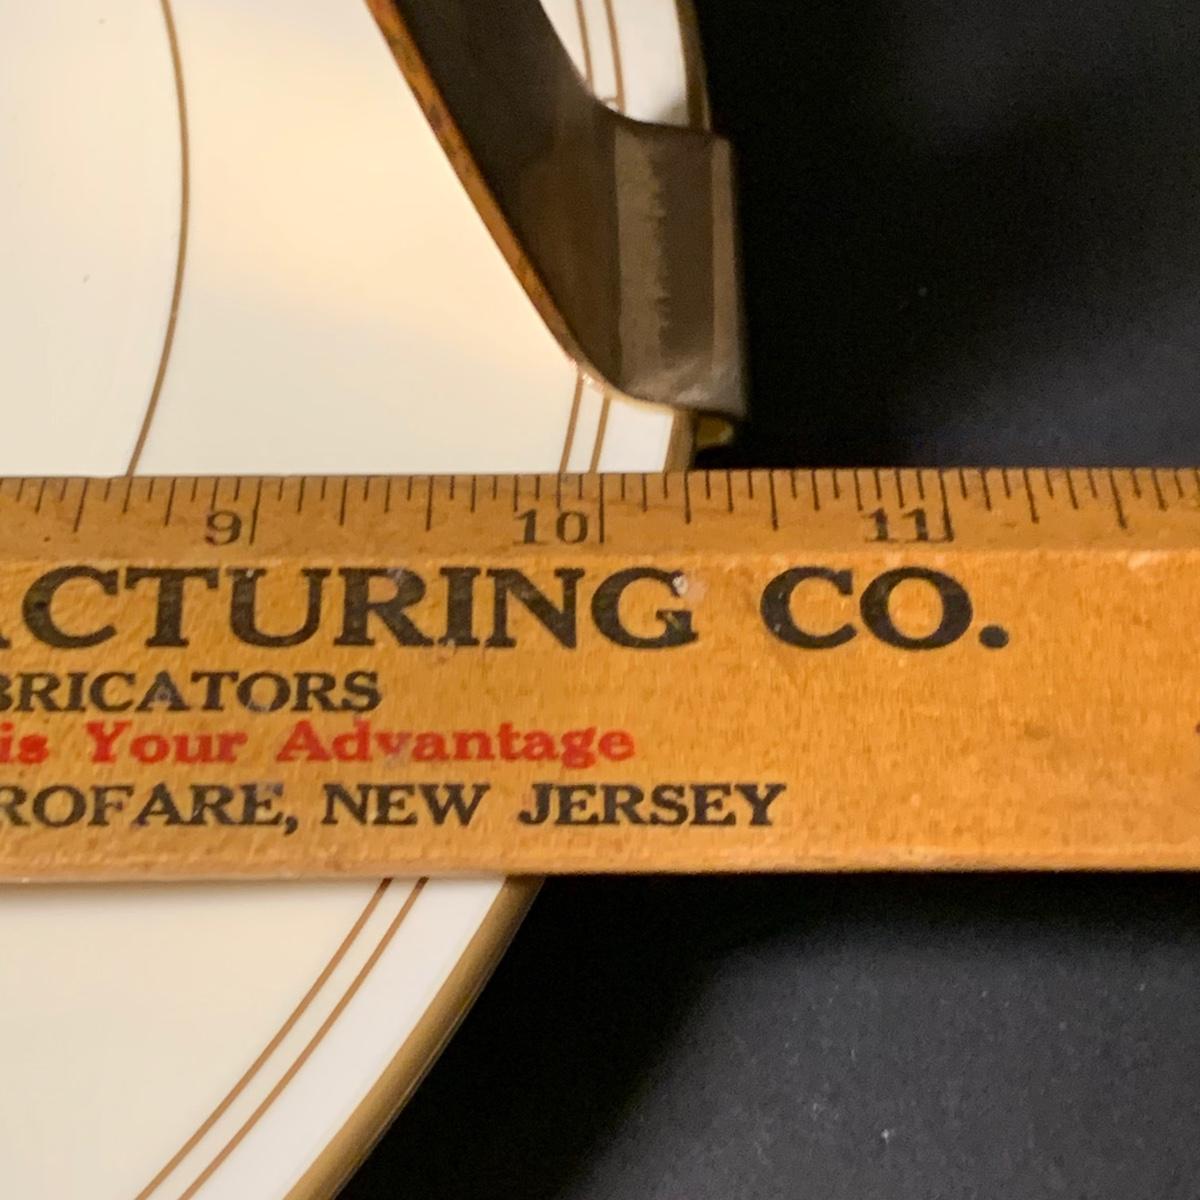 9 10 11
ACTURING CO.
BRICATORS
is Your Advantage
ROFARE, NEW JERSEY